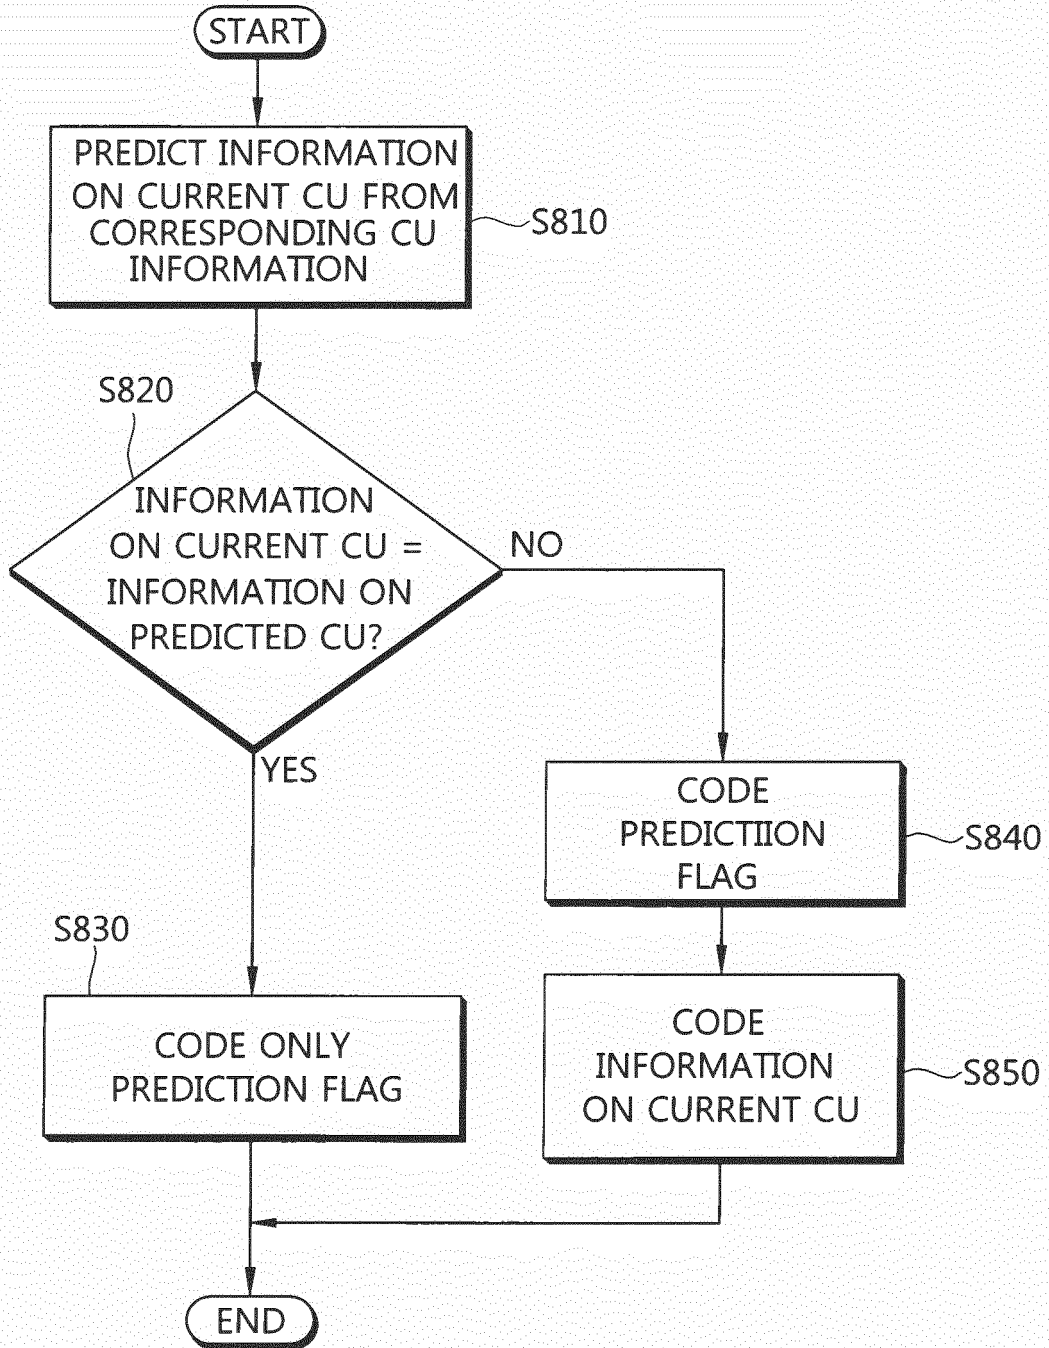 START
PREDICT INFORMATION
ON CURRENT CU FROM
CORRESPONDING CU
INFORMATION
S810
S820
INFORMATION
ON CURRENT CU =
INFORMATION ON
PREDICTED CU?
NO
YES
CODE
PREDICTIION
FLAG
S840
S830
CODE ONLY
PREDICTION FLAG
CODE
INFORMATION
ON CURRENT CU
S850
END